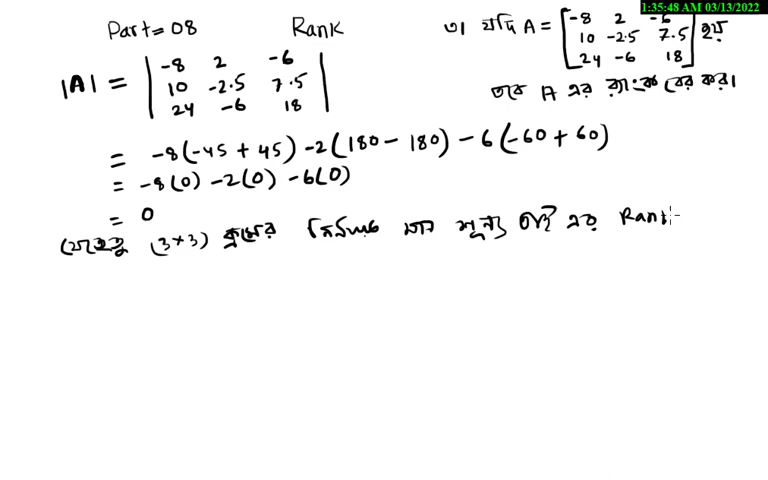 1:35:48 AM 03/13/2022
Part= 08 Rank
৩। যদি A = [-8 2 -6
10 -2.5 7.5
24 -6 18] হয়
তবে A এর র‍্যাংক বের কর।
|A| = | -8 2 -6
10 -2.5 7.5
24 -6 18 |
= -8(-45 + 45) -2(180 - 180) - 6(-60 + 60)
= -8(0) -2(0) -6(0)
= 0
যেহেতু (3×3) ক্রমের নির্ণায়কের মান শূন্য তাই এর Rank